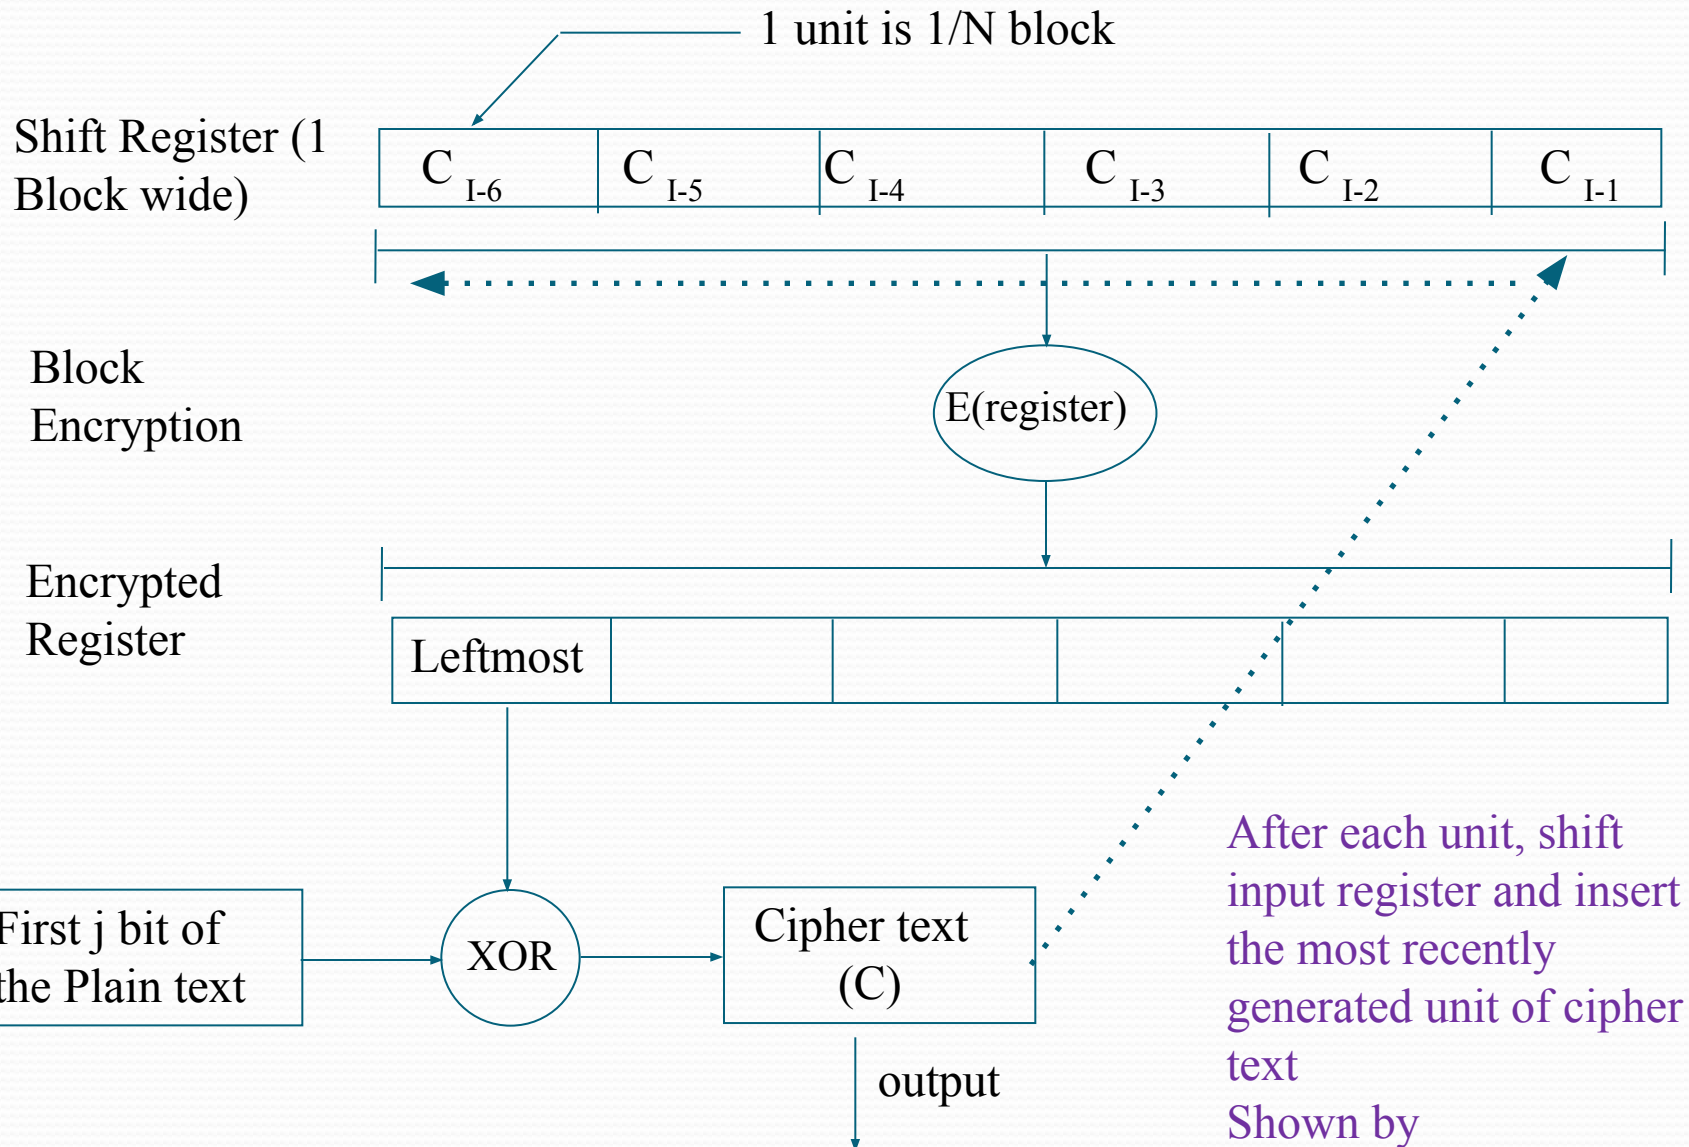 1 unit is 1/N block
Shift Register (1
Block wide)
C I-6 C I-5 C I-4 C I-3 C I-2 C I-1
Block
Encryption
E(register)
Encrypted
Register
Leftmost
First j bit of
the Plain text
XOR
Cipher text
(C)
output
After each unit, shift
input register and insert
the most recently
generated unit of cipher
text
Shown by